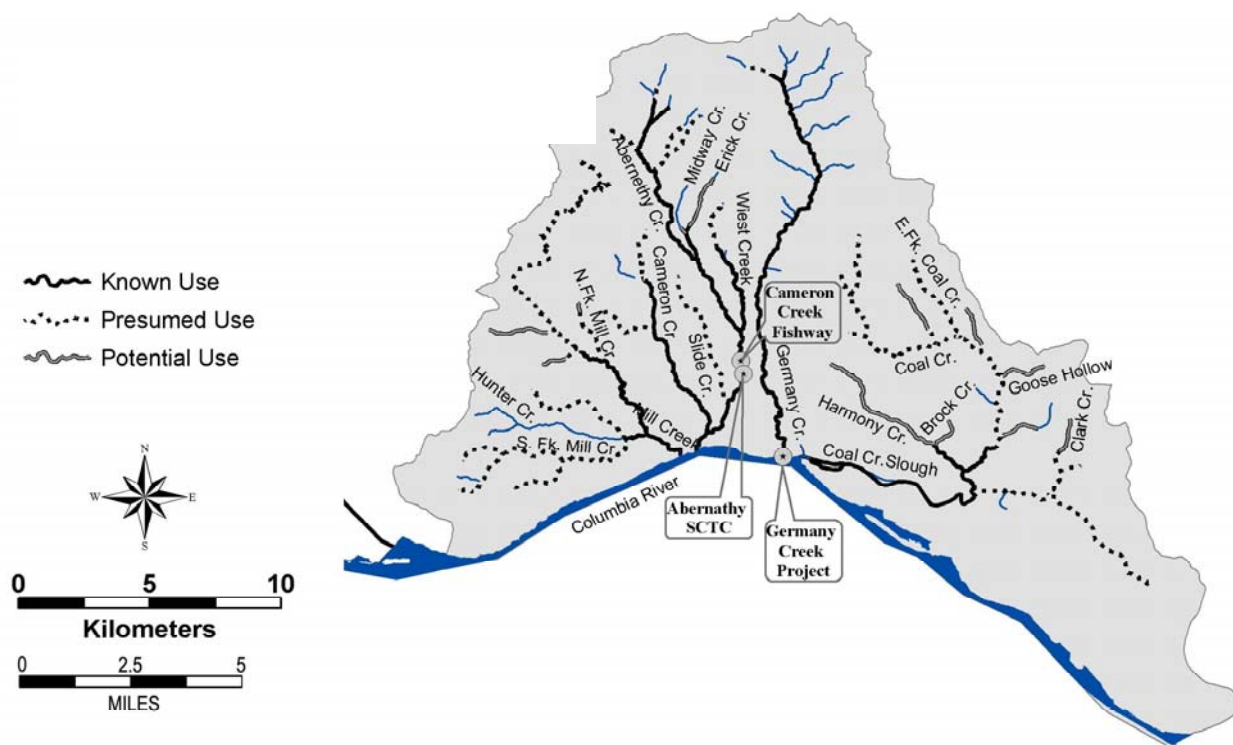 Known Use
Presumed Use
Potential Use
N
W
E
S
0
5
10
Kilometers
0
2.5
5
MILES
Abernethy Cr.
Midway Cr.
Erick Cr.
Wiest Creek
Cameron Cr.
Slide Cr.
N.Fk. Mill Cr.
Hunter Cr.
S. Fk. Mill Cr.
Mill Creek
Germany Cr.
E.Fk. Coal Cr.
Coal Cr.
Goose Hollow
Harmony Cr.
Brock Cr.
Clark Cr.
Coal Cr.Slough
Columbia River
Cameron
Creek
Fishway
Abernathy
SCTC
Germany
Creek
Project